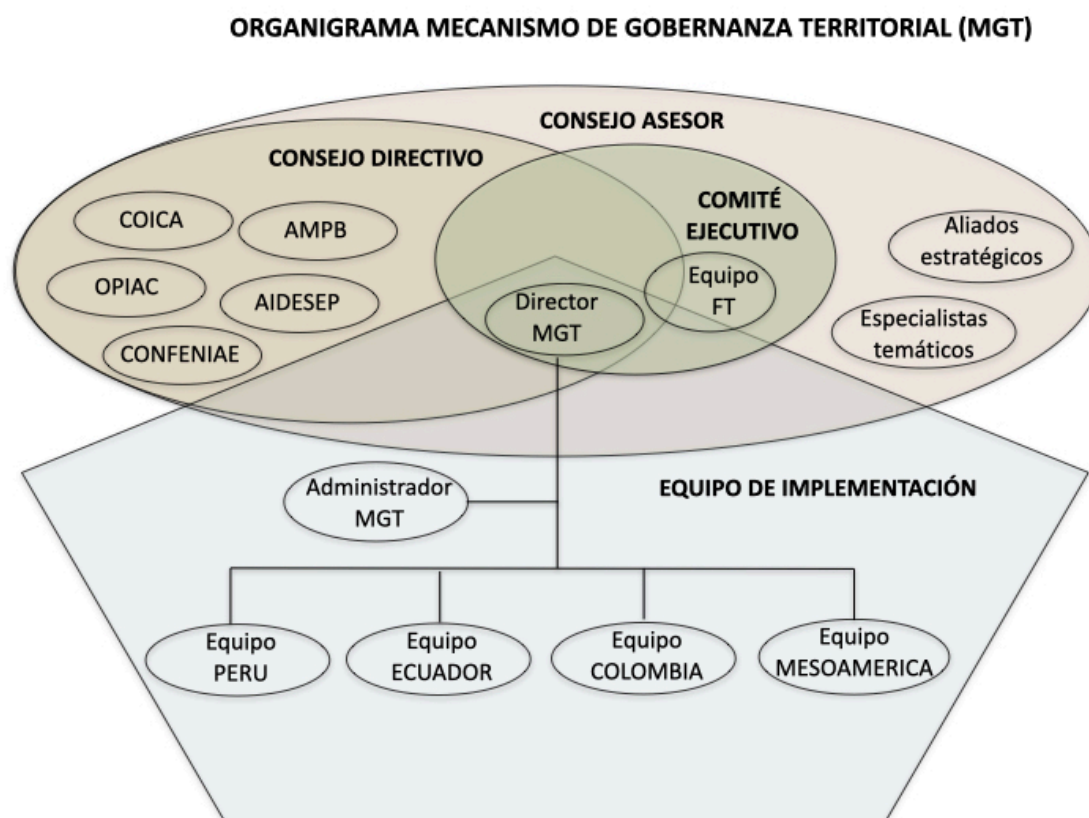 ORGANIGRAMA MECANISMO DE GOBERNANZA TERRITORIAL (MGT)
CONSEJO ASESOR
CONSEJO DIRECTIVO
COMITÉ
EJECUTIVO
COICA
AMPB
Aliados
estratégicos
OPIAC
AIDESEP
Equipo
FT
Director
MGT
Especialistas
temáticos
CONFENIAE
Administrador
MGT
EQUIPO DE IMPLEMENTACIÓN
Equipo
PERU
Equipo
ECUADOR
Equipo
COLOMBIA
Equipo
MESOAMERICA